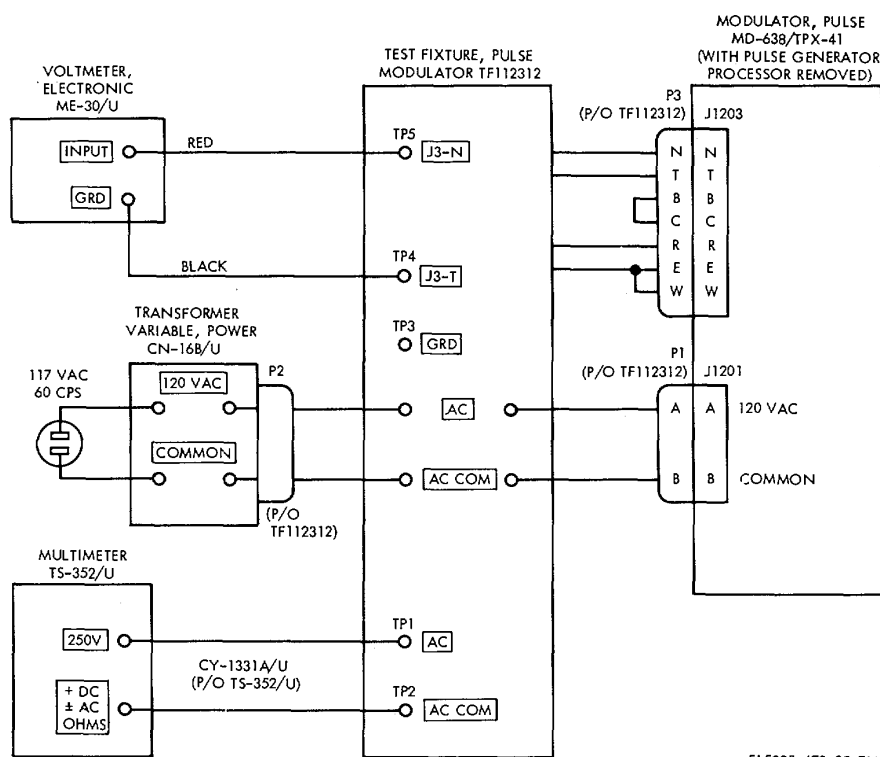 MODULATOR, PULSE
MD-638/TPX-41
(WITH PULSE GENERATOR
PROCESSOR REMOVED)
TEST FIXTURE, PULSE
MODULATOR TF112312
VOLTMETER,
ELECTRONIC
ME-30/U
P3
(P/O TF112312)
J1203
INPUT
RED
TP5
J3-N
N N
T T
B B
C C
R R
E E
W W
GRD
BLACK
TP4
J3-T
TRANSFORMER
VARIABLE, POWER
CN-16B/U
TP3
GRD
P2
P1
(P/O TF112312)
J1201
117 VAC
60 CPS
120 VAC
AC
A A
120 VAC
COMMON
AC COM
B B
COMMON
(P/O
TF112312)
MULTIMETER
TS-352/U
250V
TP1
AC
CY-1331A/U
(P/O TS-352/U)
+ DC
± AC
OHMS
TP2
AC COM